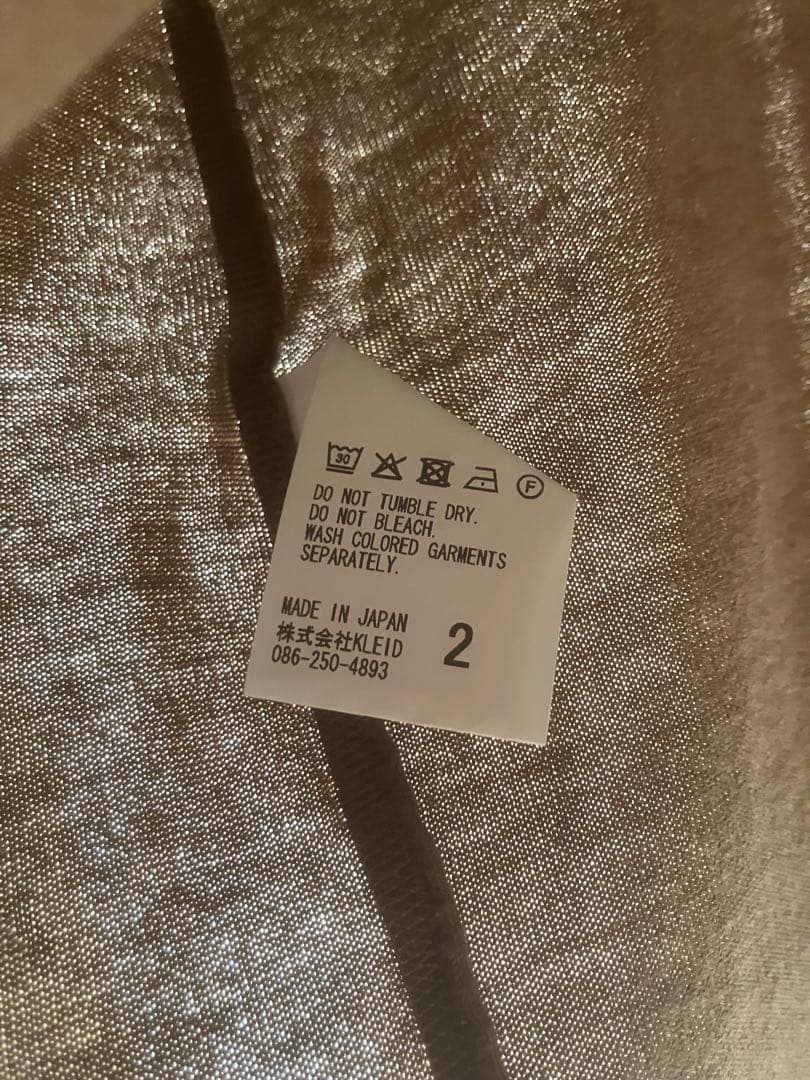 30
F
DO NOT TUMBLE DRY.
DO NOT BLEACH.
WASH COLORED GARMENTS
SEPARATELY.
MADE IN JAPAN
株式会社KLEID
086-250-4893
2